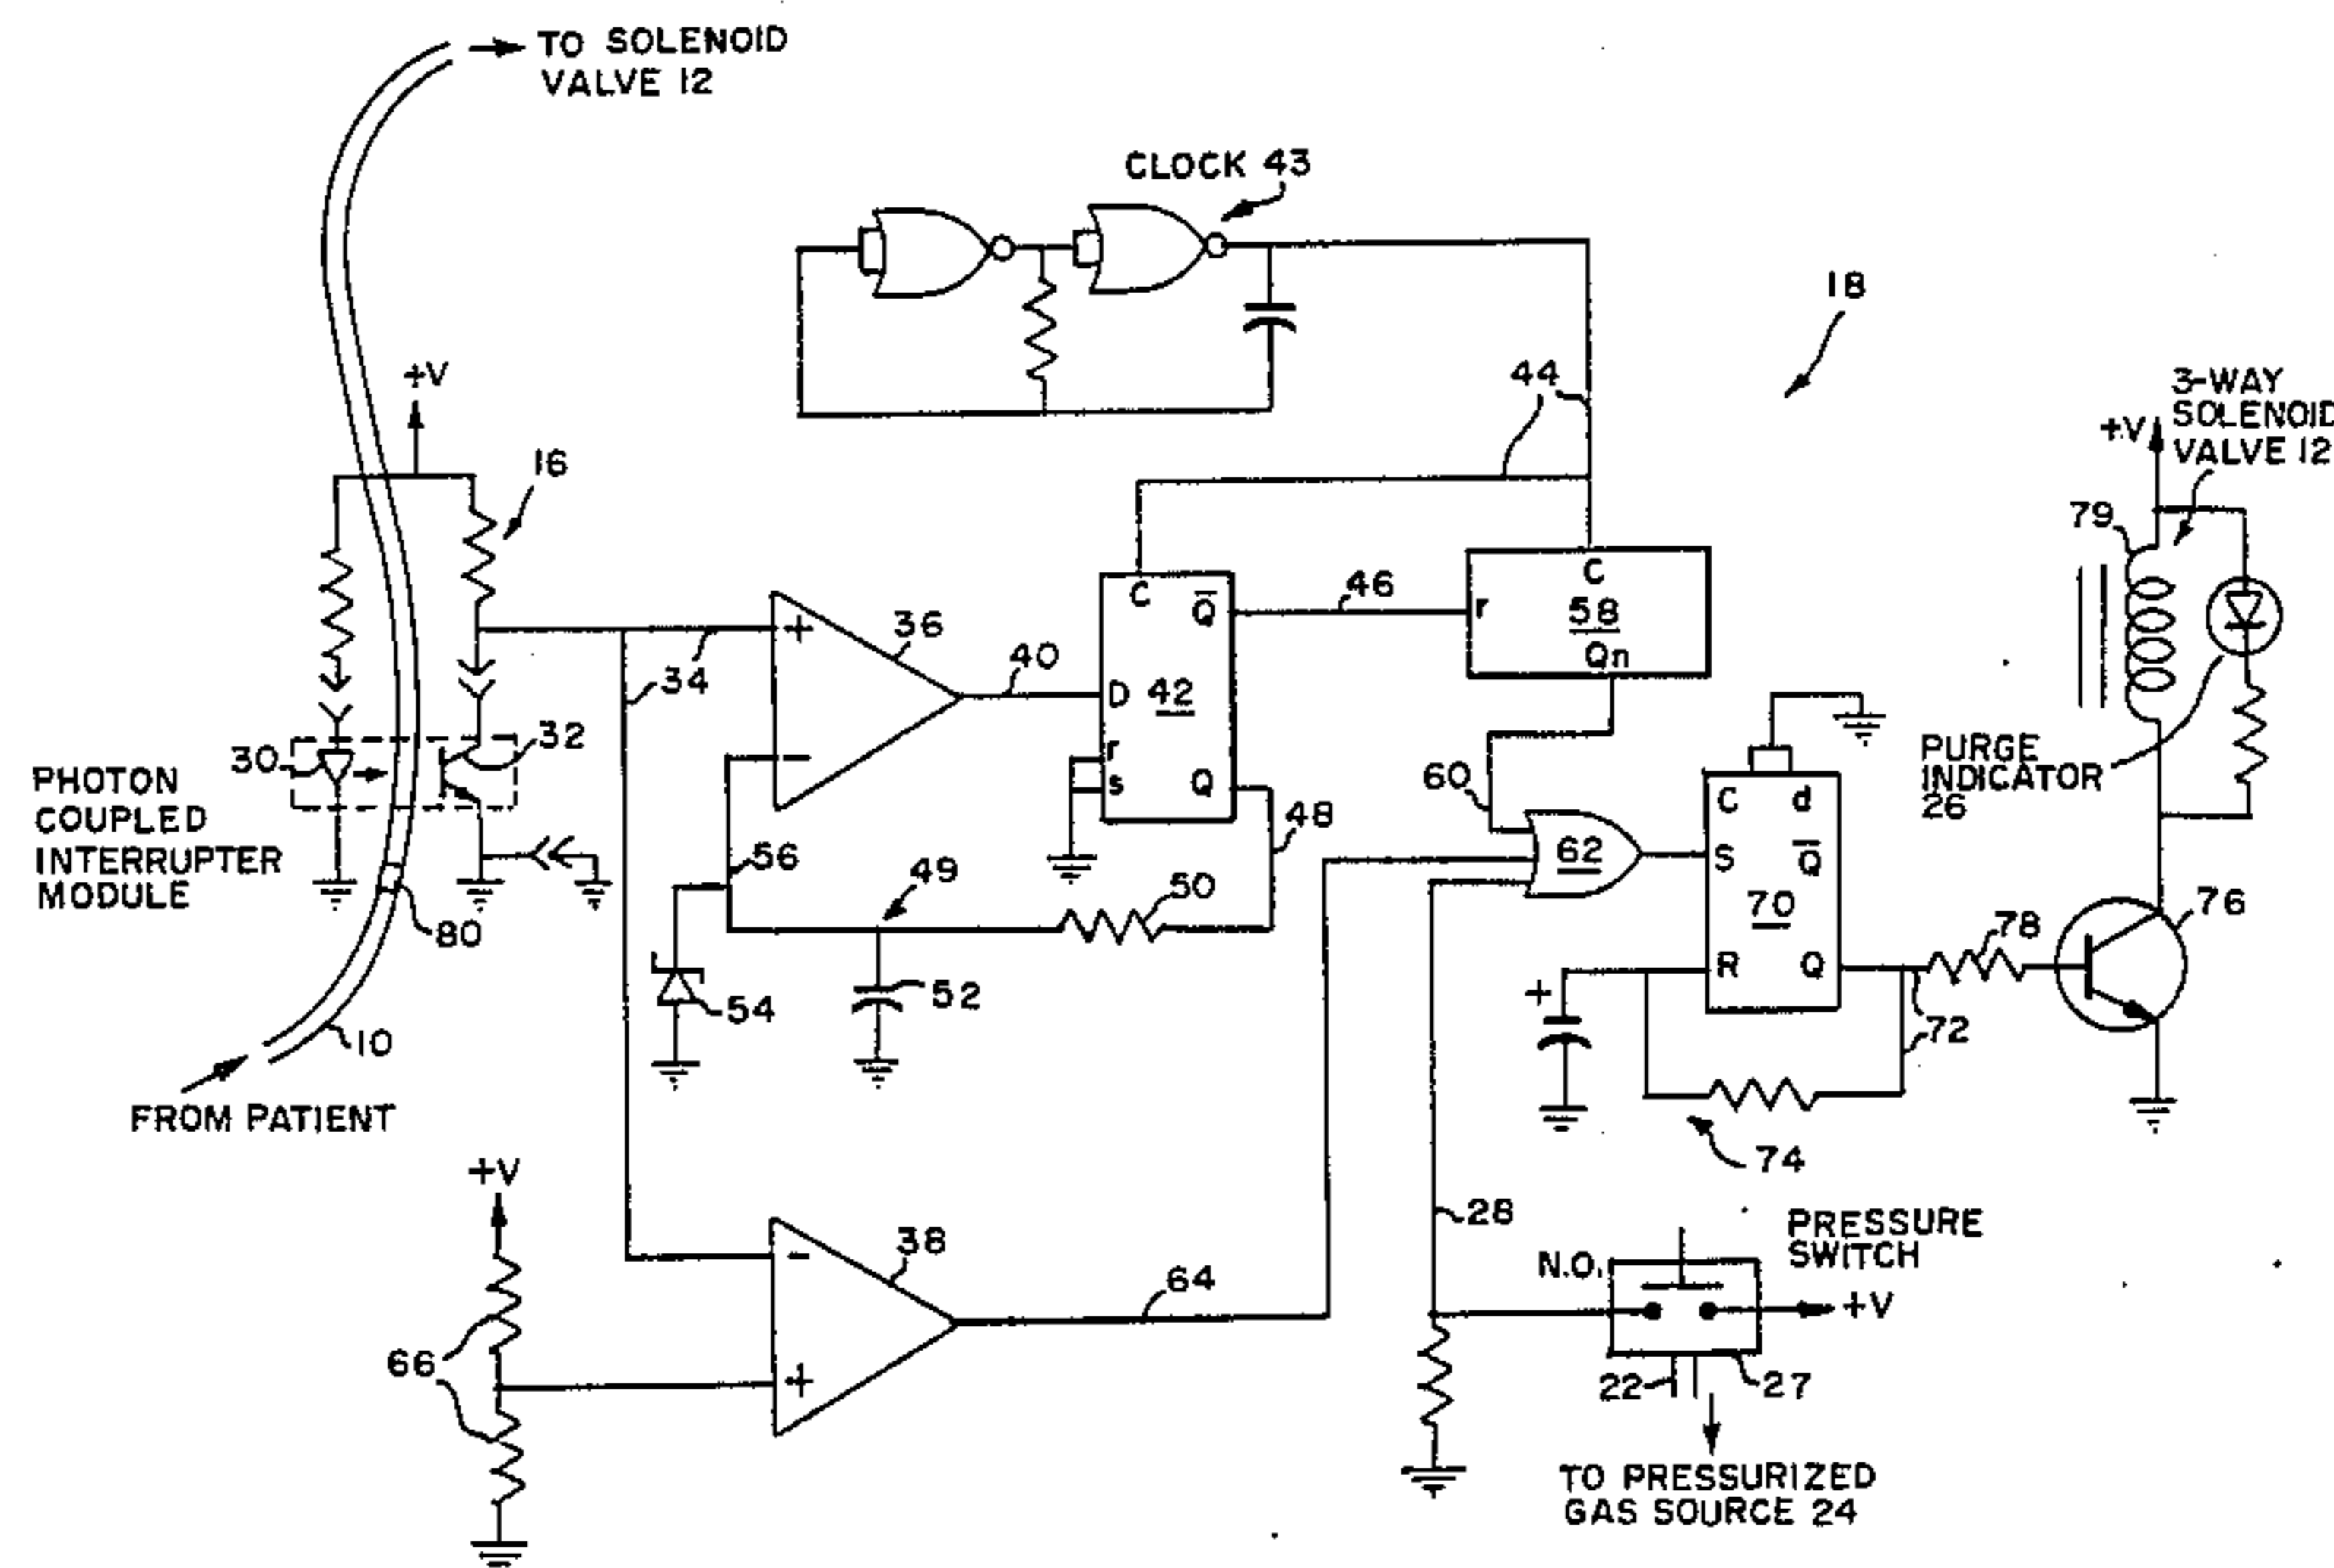 TO SOLENOID
VALVE 12
CLOCK 43
18
44
3-WAY
SOLENOID
VALVE 12
+V
79
+V
16
C
Q̅
46
r
C
58
Qn
36
+
34
40
D
42
r
s
Q
30
32
PHOTON
COUPLED
INTERRUPTER
MODULE
−
56
49
50
48
60
62
C
d
S
Q̅
70
R
Q
PURGE
INDICATOR
26
78
76
72
74
80
54
52
+
10
FROM PATIENT
+V
66
-
38
+
64
28
N.O.
PRESSURE
SWITCH
+V
22
27
TO PRESSURIZED
GAS SOURCE 24